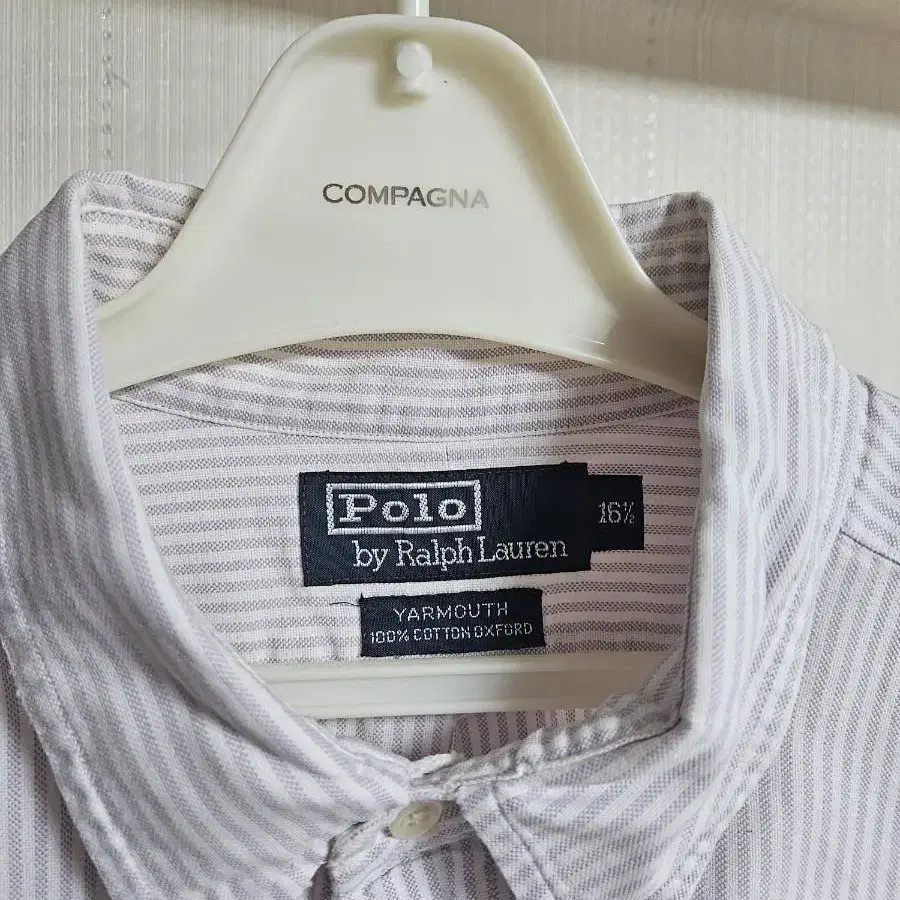 COMPAGNA
Polo
by Ralph Lauren
16½
YARMOUTH
100% COTTON OXFORD